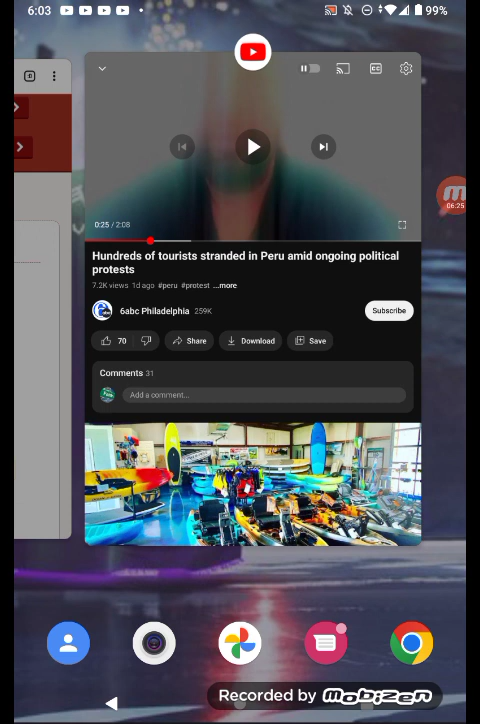 6:03
99%
0:25 / 2:08
06:25
Hundreds of tourists stranded in Peru amid ongoing political
protests
7.2K views 1d ago #peru #protest ...more
6abc Philadelphia 259K
Subscribe
70
Share
Download
Save
Comments 31
Add a comment...
Recorded by mobizen